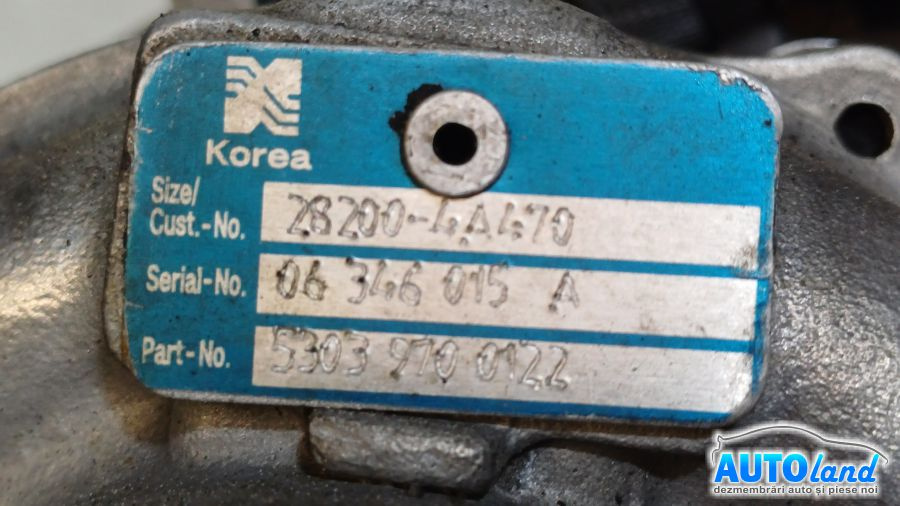 Korea
Size/
Cust.-No. 28200-4A470
Serial-No. 06 346 015 A
Part-No. 5303 970 0122
AUTOland
dezmembrări auto și piese noi